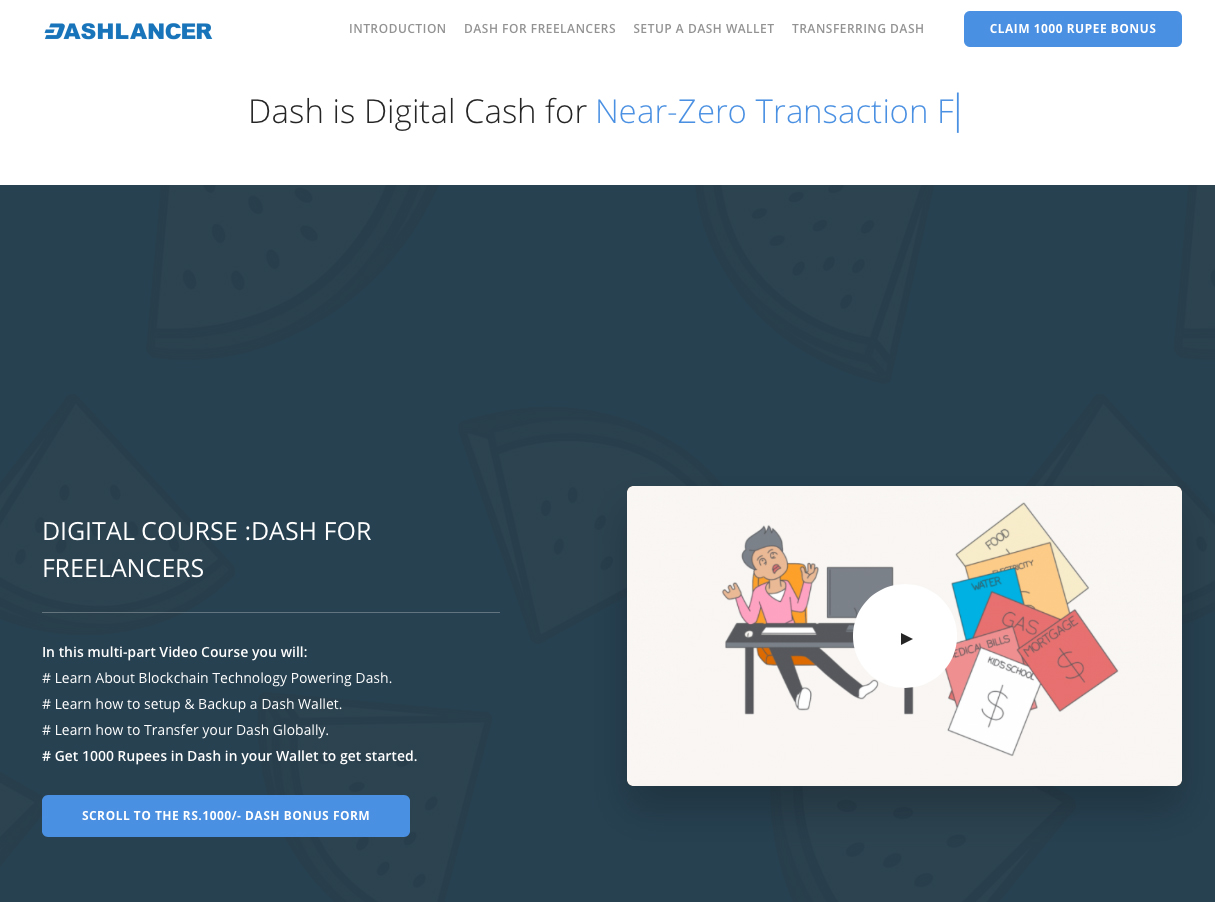 DASHLANCER
INTRODUCTION
DASH FOR FREELANCERS
SETUP A DASH WALLET
TRANSFERRING DASH
CLAIM 1000 RUPEE BONUS
Dash is Digital Cash for Near-Zero Transaction F
DIGITAL COURSE :DASH FOR
FREELANCERS
In this multi-part Video Course you will:
# Learn About Blockchain Technology Powering Dash.
# Learn how to setup & Backup a Dash Wallet.
# Learn how to Transfer your Dash Globally.
# Get 1000 Rupees in Dash in your Wallet to get started.
SCROLL TO THE RS.1000/- DASH BONUS FORM
FOOD
WATER
GAS
MORTGAGE
$
BILLS
KID'S SCHOOL
$